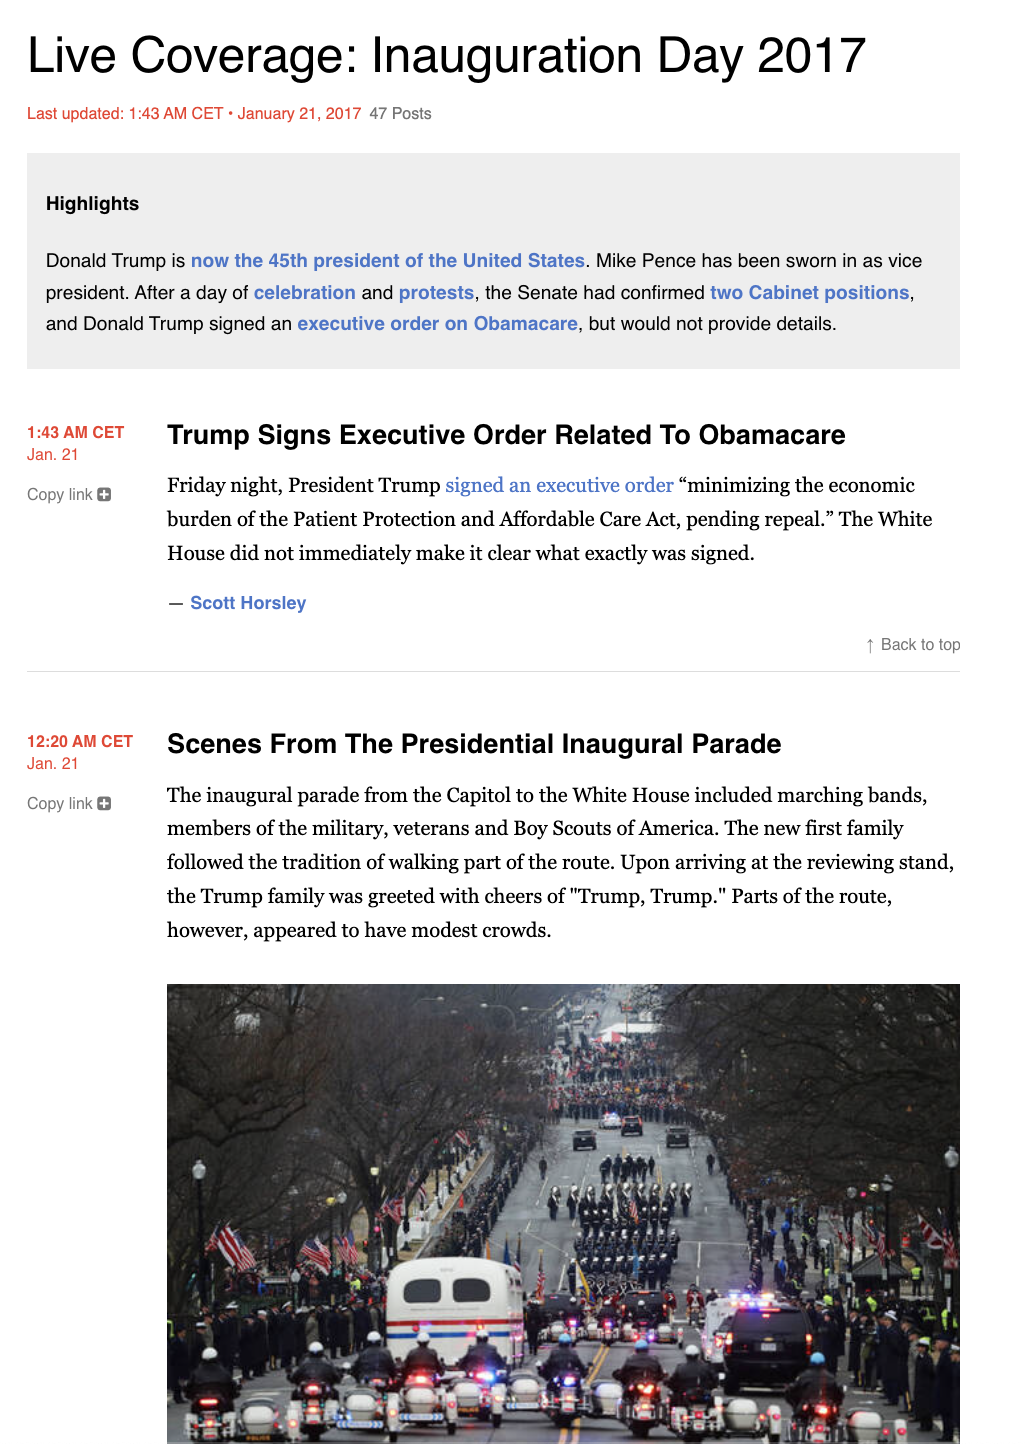 Live Coverage: Inauguration Day 2017
Last updated: 1:43 AM CET • January 21, 2017 47 Posts
Highlights
Donald Trump is now the 45th president of the United States. Mike Pence has been sworn in as vice
president. After a day of celebration and protests, the Senate had confirmed two Cabinet positions,
and Donald Trump signed an executive order on Obamacare, but would not provide details.
1:43 AM CET
Jan. 21
Copy link
Trump Signs Executive Order Related To Obamacare
Friday night, President Trump signed an executive order “minimizing the economic
burden of the Patient Protection and Affordable Care Act, pending repeal.” The White
House did not immediately make it clear what exactly was signed.
— Scott Horsley
↑ Back to top
12:20 AM CET
Jan. 21
Copy link
Scenes From The Presidential Inaugural Parade
The inaugural parade from the Capitol to the White House included marching bands,
members of the military, veterans and Boy Scouts of America. The new first family
followed the tradition of walking part of the route. Upon arriving at the reviewing stand,
the Trump family was greeted with cheers of "Trump, Trump." Parts of the route,
however, appeared to have modest crowds.